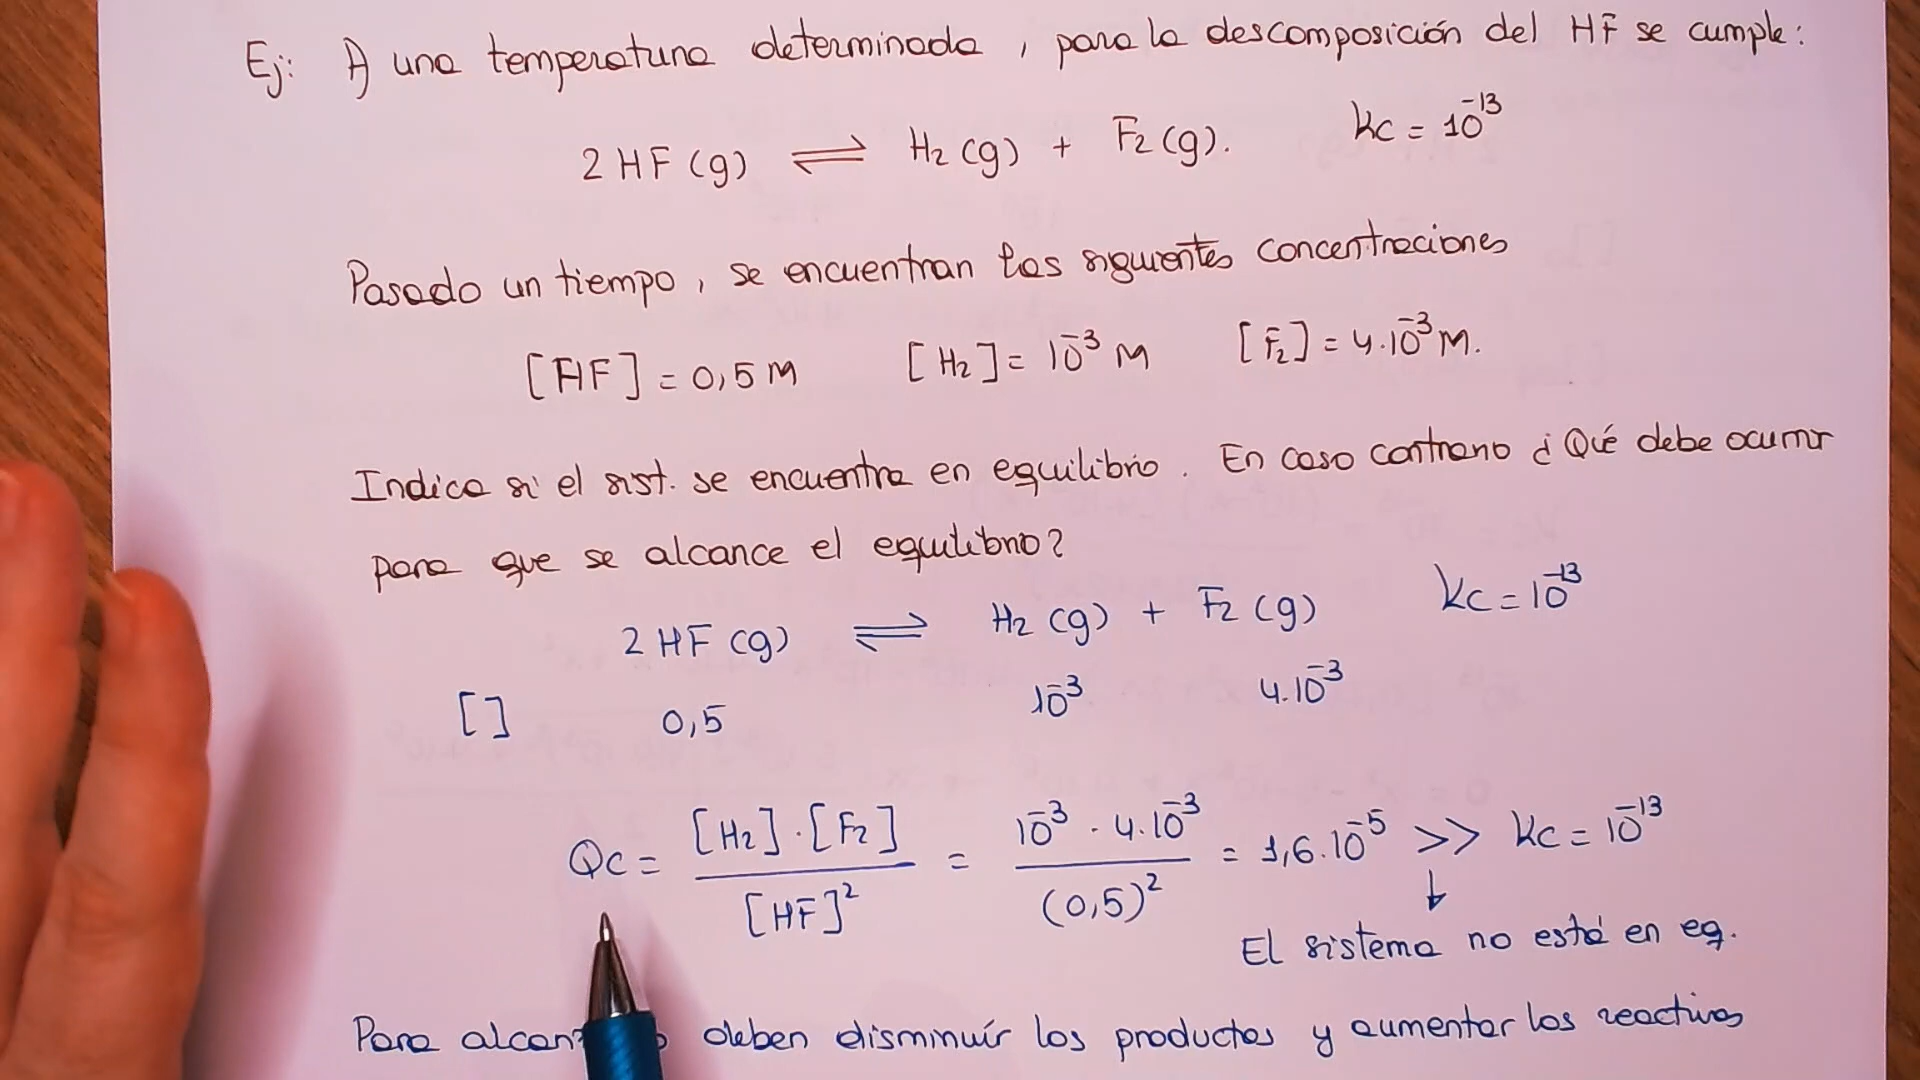 Ej: A una temperatura determinada, para la descomposición del HF se cumple:
2 HF (g) ⇌ H₂ (g) + F₂ (g). Kc = 10⁻¹³
Pasado un tiempo, se encuentran las siguientes concentraciones
[HF] = 0,5 M [H₂] = 10⁻³ M [F₂] = 4·10⁻³ M.
Indica si el sist. se encuentra en equilibrio. En caso contrario ¿Qué debe ocurrir
para que se alcance el equilibrio?
2 HF (g) ⇌ H₂ (g) + F₂ (g) Kc = 10⁻¹³
[ ] 0,5 10⁻³ 4·10⁻³
Qc = [H₂]·[F₂] / [HF]² = 10⁻³ · 4·10⁻³ / (0,5)² = 1,6·10⁻⁵ >> Kc = 10⁻¹³
↓
El sistema no está en eq.
Para deben disminuír los productos y aumentar los reactivos